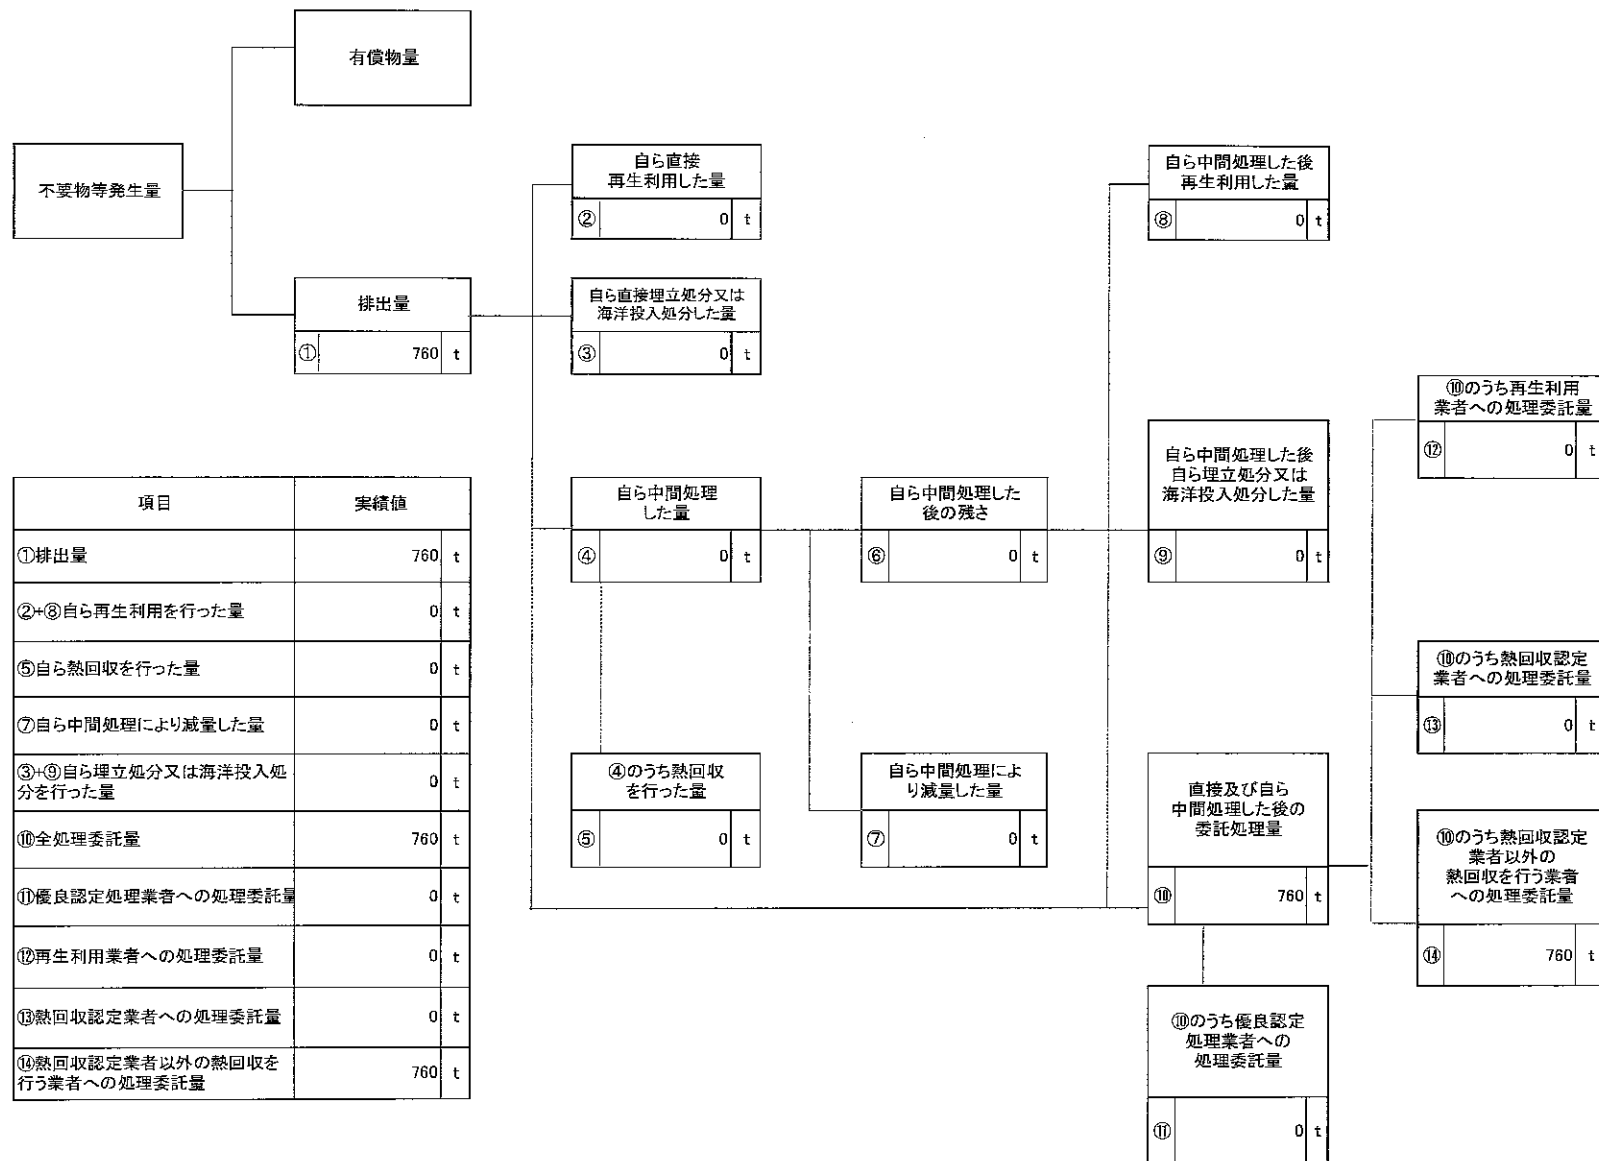 有償物量
不要物等発生量
排出量
① 760 t
自ら直接
再生利用した量
② 0 t
自ら直接埋立処分又は
海洋投入処分した量
③ 0 t
自ら中間処理
した量
④ 0 t
④のうち熱回収
を行った量
⑤ 0 t
自ら中間処理した
後の残さ
⑥ 0 t
自ら中間処理によ
り減量した量
⑦ 0 t
自ら中間処理した後
再生利用した量
⑧ 0 t
自ら中間処理した後
自ら埋立処分又は
海洋投入処分した量
⑨ 0 t
直接及び自ら
中間処理した後の
委託処理量
⑩ 760 t
⑩のうち優良認定
処理業者への
処理委託量
⑪ 0 t
⑩のうち再生利用
業者への処理委託量
⑫ 0 t
⑩のうち熱回収認定
業者への処理委託量
⑬ 0 t
⑩のうち熱回収認定
業者以外の
熱回収を行う業者
への処理委託量
⑭ 760 t
項目 実績値
①排出量 760 t
②+⑧自ら再生利用を行った量 0 t
⑤自ら熱回収を行った量 0 t
⑦自ら中間処理により減量した量 0 t
③+⑨自ら埋立処分又は海洋投入処
分を行った量 0 t
⑩全処理委託量 760 t
⑪優良認定処理業者への処理委託量 0 t
⑫再生利用業者への処理委託量 0 t
⑬熱回収認定業者への処理委託量 0 t
⑭熱回収認定業者以外の熱回収を
行う業者への処理委託量 760 t